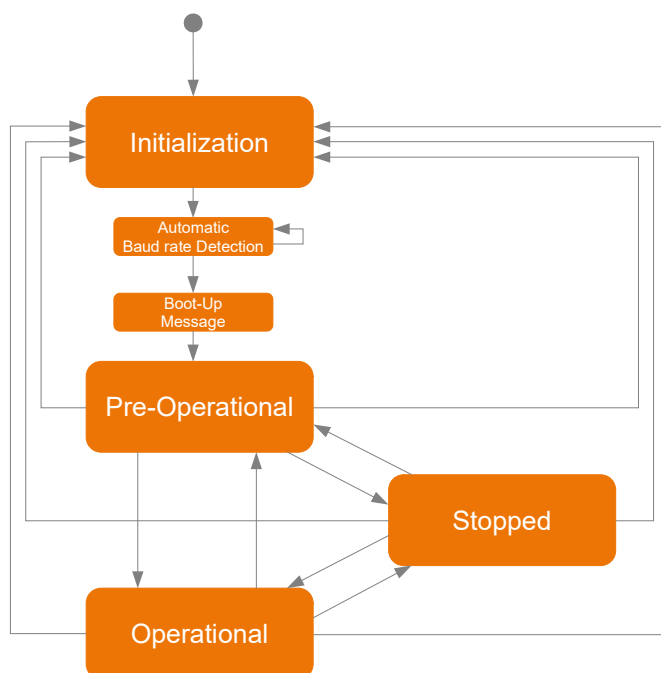 Initialization
Automatic
Baud rate Detection
Boot-Up
Message
Pre-Operational
Stopped
Operational